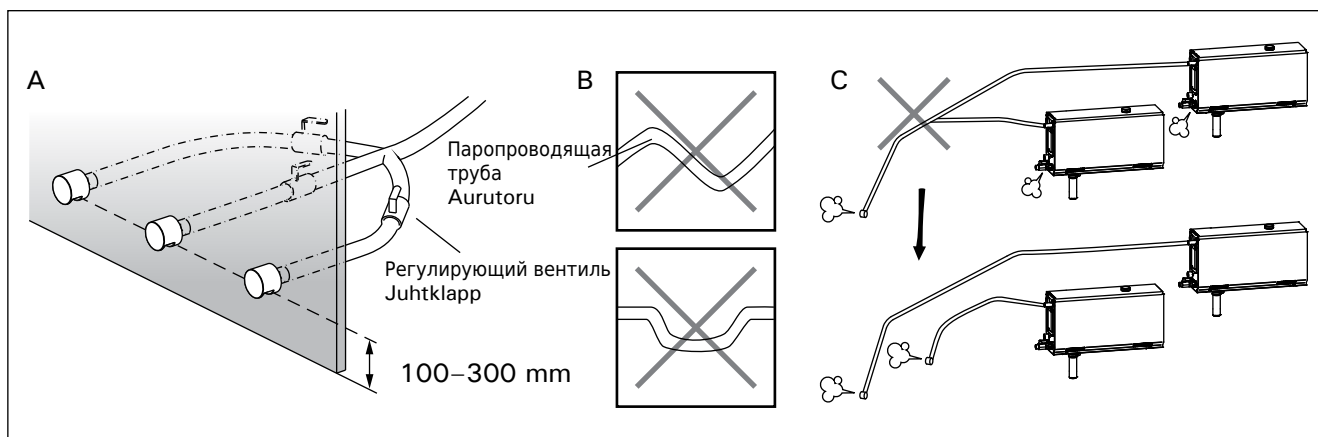 A
B
C
Паропроводящая
труба
Aurutoru
Регулирующий вентиль
Juhtklapp
100–300 mm